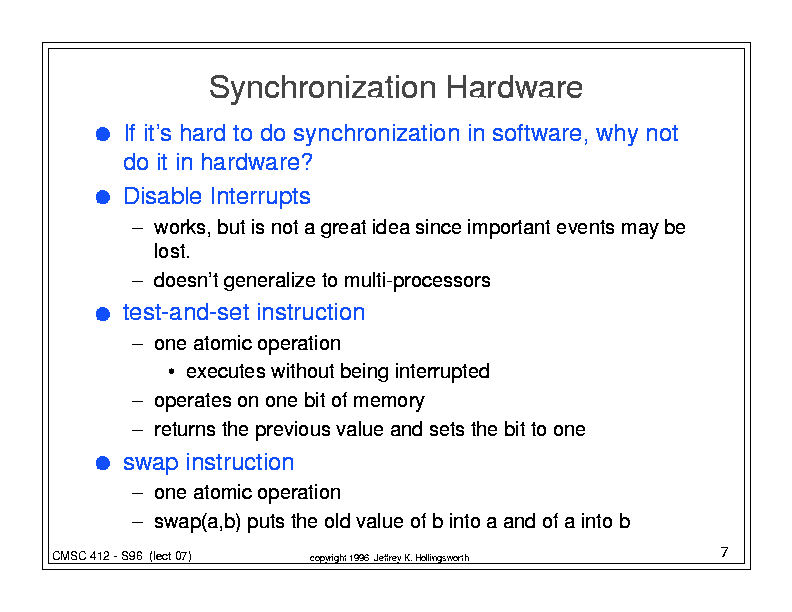 Synchronization Hardware
● If it's hard to do synchronization in software, why not
do it in hardware?
● Disable Interrupts
– works, but is not a great idea since important events may be
lost.
– doesn't generalize to multi-processors
● test-and-set instruction
– one atomic operation
• executes without being interrupted
– operates on one bit of memory
– returns the previous value and sets the bit to one
● swap instruction
– one atomic operation
– swap(a,b) puts the old value of b into a and of a into b
CMSC 412 - S96 (lect 07)
copyright 1996 Jeffrey K. Hollingsworth
7